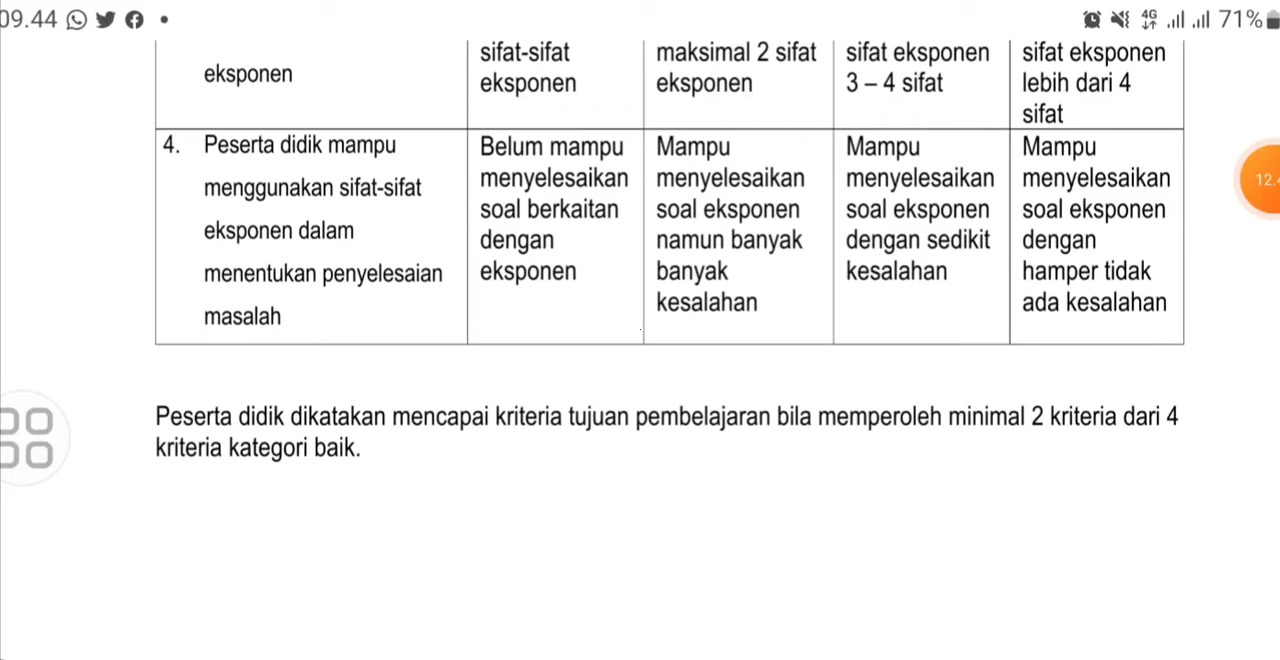 09.44
4G
71%
eksponen
sifat-sifat
eksponen
maksimal 2 sifat
eksponen
sifat eksponen
3 – 4 sifat
sifat eksponen
lebih dari 4
sifat
4. Peserta didik mampu
menggunakan sifat-sifat
eksponen dalam
menentukan penyelesaian
masalah
Belum mampu
menyelesaikan
soal berkaitan
dengan
eksponen
Mampu
menyelesaikan
soal eksponen
namun banyak
banyak
kesalahan
Mampu
menyelesaikan
soal eksponen
dengan sedikit
kesalahan
Mampu
menyelesaikan
soal eksponen
dengan
hamper tidak
ada kesalahan
Peserta didik dikatakan mencapai kriteria tujuan pembelajaran bila memperoleh minimal 2 kriteria dari 4
kriteria kategori baik.